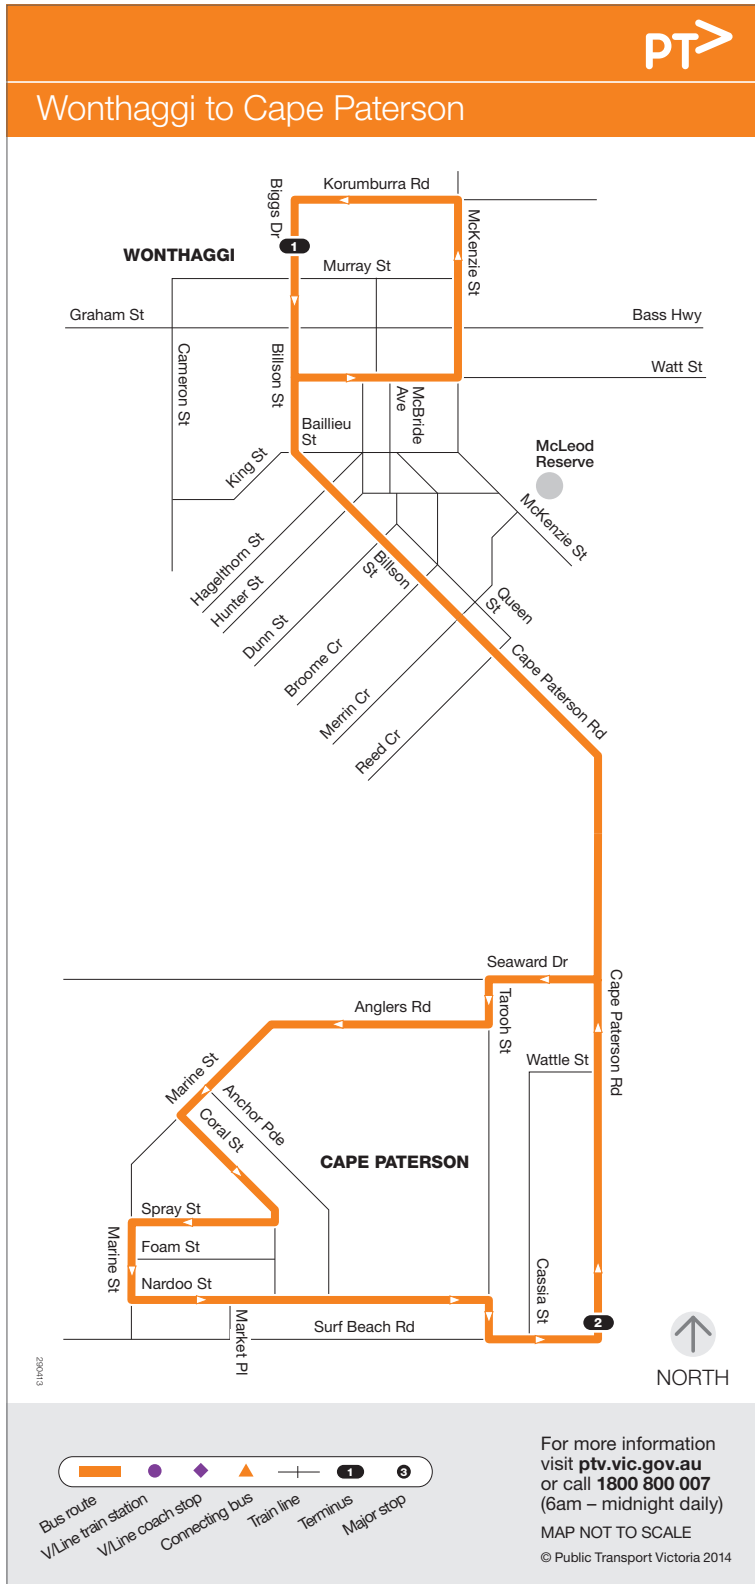 PT>
Wonthaggi to Cape Paterson
Korumburra Rd
Biggs Dr
McKenzie St
1
WONTHAGGI
Murray St
Graham St
Bass Hwy
Cameron St
Billson St
Watt St
McBride
Ave
Baillieu
St
King St
McLeod
Reserve
McKenzie St
Hagelthorn St
Hunter St
Billson
St
Dunn St
Queen
St
Broome Cr
Merrin Cr
Reed Cr
Cape Paterson Rd
Seaward Dr
Tarooh St
Cape Paterson Rd
Anglers Rd
Wattle St
Marine St
Anchor Pde
Coral St
CAPE PATERSON
Spray St
Marine St
Foam St
Nardoo St
Cassia St
Market Pl
Surf Beach Rd
2
NORTH
290413
1
3
Bus route
V/Line train station
V/Line coach stop
Connecting bus
Train line
Terminus
Major stop
For more information
visit ptv.vic.gov.au
or call 1800 800 007
(6am – midnight daily)
MAP NOT TO SCALE
© Public Transport Victoria 2014